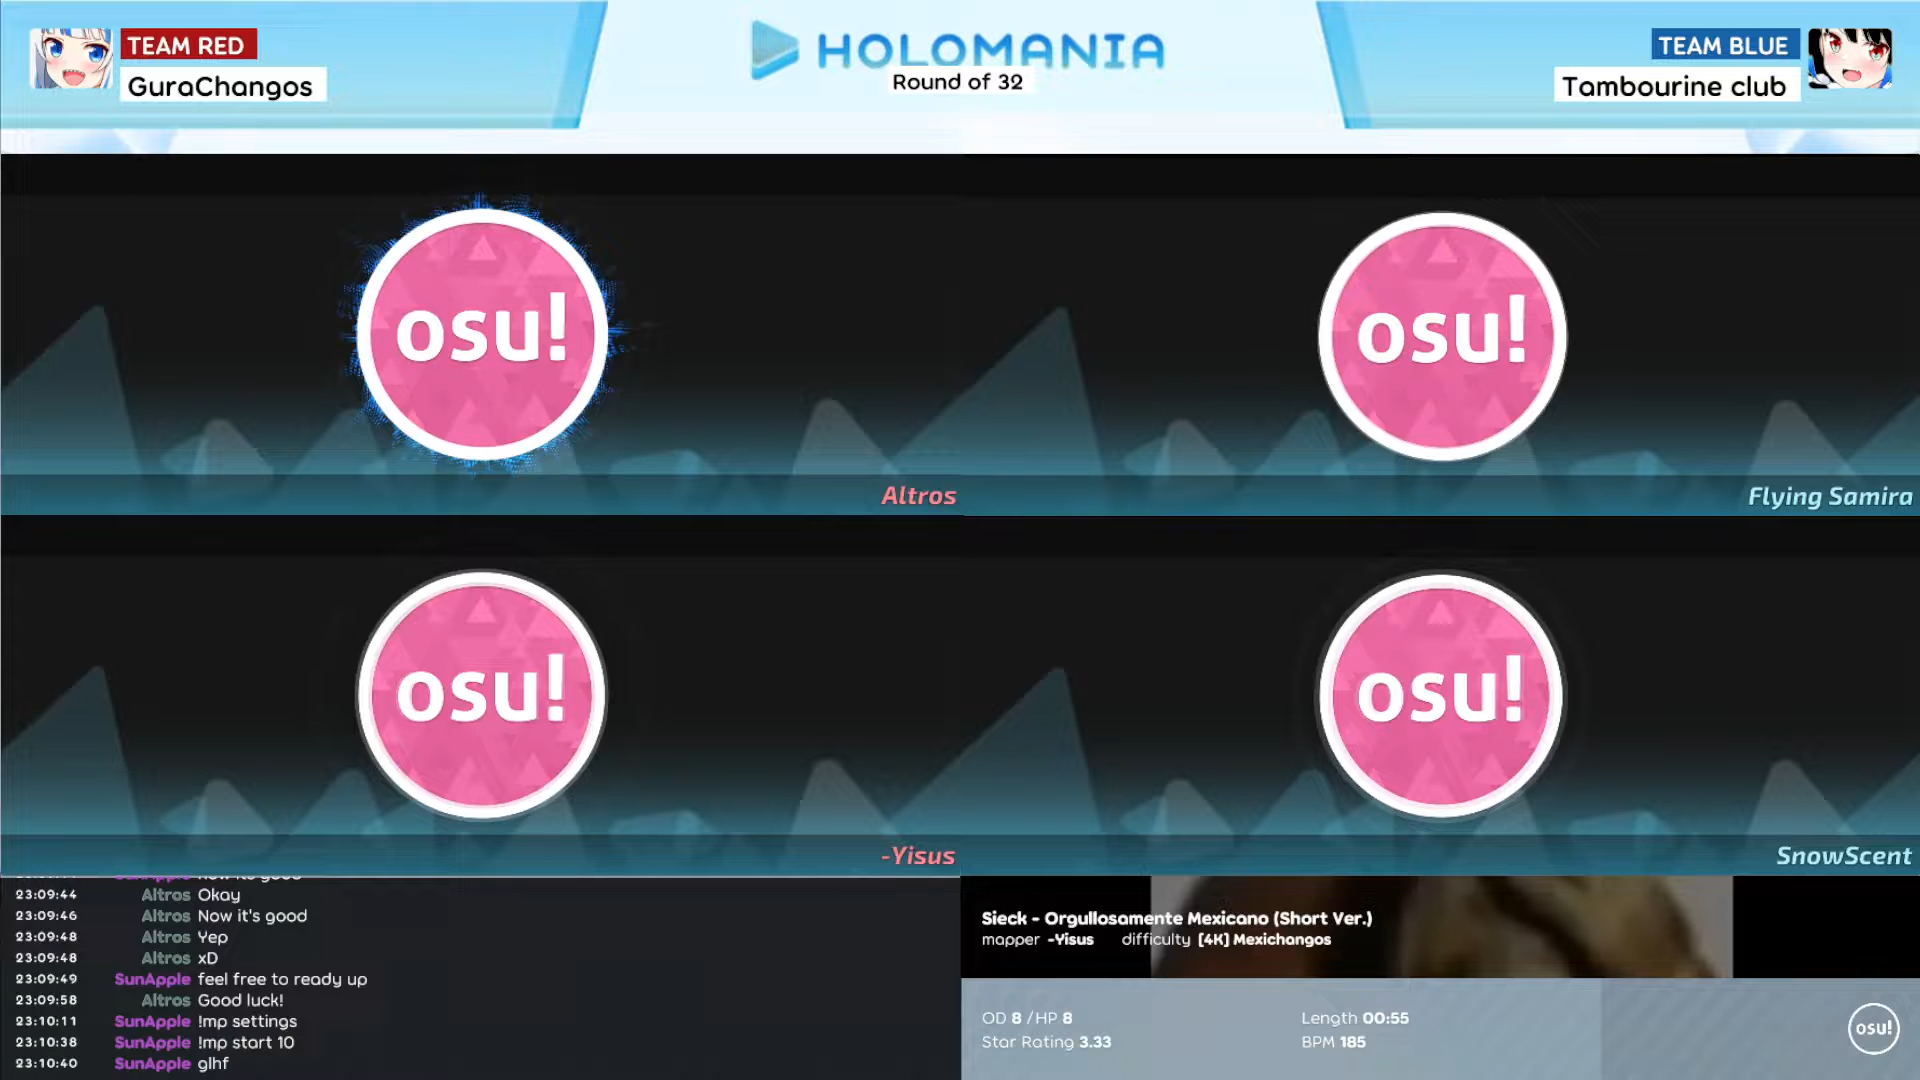 TEAM RED
GuraChangos
HOLOMANIA
Round of 32
TEAM BLUE
Tambourine club
osu!
Altros
osu!
Flying Samira
osu!
-Yisus
osu!
SnowScent
23:09:44 Altros Okay
23:09:46 Altros Now it's good
23:09:48 Altros Yep
23:09:48 Altros xD
23:09:49 SunApple feel free to ready up
23:09:58 Altros Good luck!
23:10:11 SunApple !mp settings
23:10:38 SunApple !mp start 10
23:10:40 SunApple glhf
Sieck - Orgullosamente Mexicano (Short Ver.)
mapper -Yisus difficulty [4K] Mexichangos
OD 8 / HP 8
Star Rating 3.33
Length 00:55
BPM 185
osu!